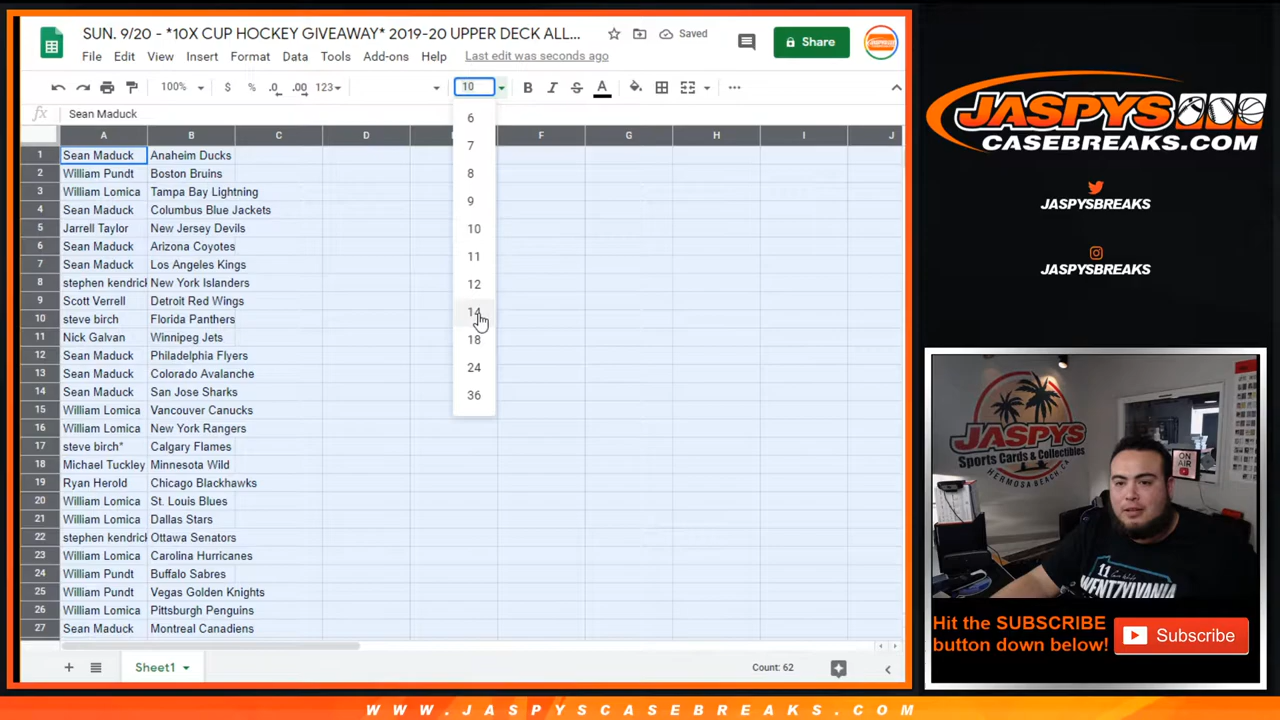 SUN. 9/20 - *10X CUP HOCKEY GIVEAWAY* 2019-20 UPPER DECK ALL...
Saved
Share
File Edit View Insert Format Data Tools Add-ons Help Last edit was seconds ago
100% $ % .0 .00 123 10 B I S A
fx Sean Maduck
A B C D F G H I J
1 Sean Maduck Anaheim Ducks
2 William Pundt Boston Bruins
3 William Lomica Tampa Bay Lightning
4 Sean Maduck Columbus Blue Jackets
5 Jarrell Taylor New Jersey Devils
6 Sean Maduck Arizona Coyotes
7 Sean Maduck Los Angeles Kings
8 stephen kendrick New York Islanders
9 Scott Verrell Detroit Red Wings
10 steve birch Florida Panthers
11 Nick Galvan Winnipeg Jets
12 Sean Maduck Philadelphia Flyers
13 Sean Maduck Colorado Avalanche
14 Sean Maduck San Jose Sharks
15 William Lomica Vancouver Canucks
16 William Lomica New York Rangers
17 steve birch* Calgary Flames
18 Michael Tuckley Minnesota Wild
19 Ryan Herold Chicago Blackhawks
20 William Lomica St. Louis Blues
21 William Lomica Dallas Stars
22 stephen kendrick Ottawa Senators
23 William Lomica Carolina Hurricanes
24 William Pundt Buffalo Sabres
25 William Pundt Vegas Golden Knights
26 William Lomica Pittsburgh Penguins
27 Sean Maduck Montreal Canadiens
6
7
8
9
10
11
12
14
18
24
36
Sheet1
Count: 62
JASPYS
CASEBREAKS.COM
JASPYSBREAKS
JASPYSBREAKS
JASPYS
Sports Cards & Collectibles
HERMOSA BEACH, CA
ON
AIR
11
WENTZYLVANIA
Hit the SUBSCRIBE
button down below!
Subscribe
WWW.JASPYSCASEBREAKS.COM